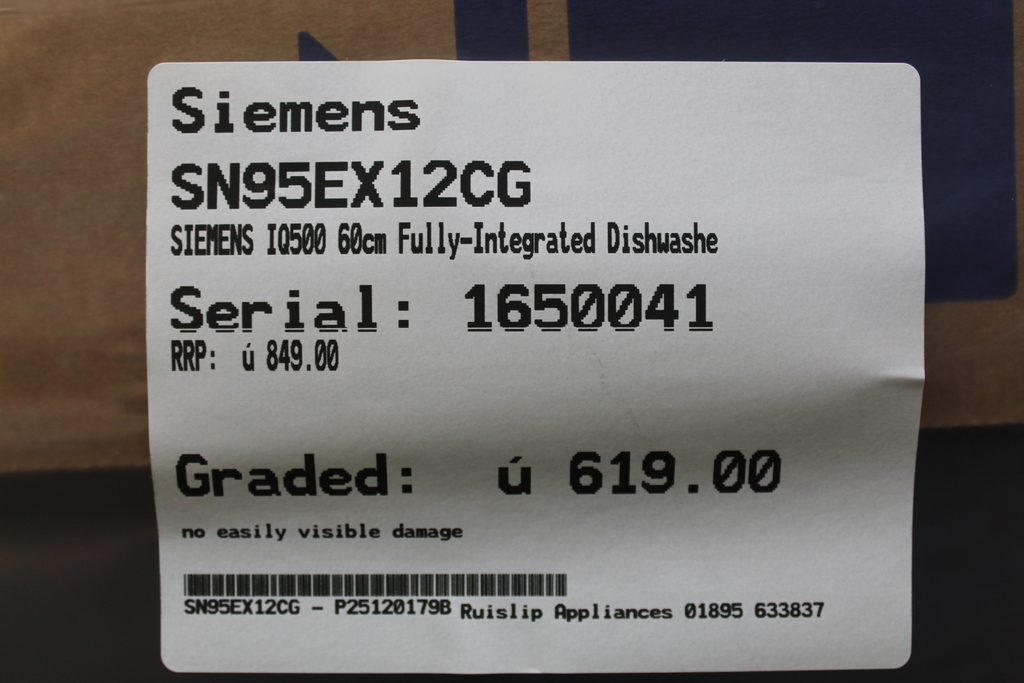 Siemens
SN95EX12CG
SIEMENS IQ500 60cm Fully-Integrated Dishwashe
Serial: 1650041
RRP: ú 849.00
Graded: ú 619.00
no easily visible damage
SN95EX12CG - P25120179B Ruislip Appliances 01895 633837